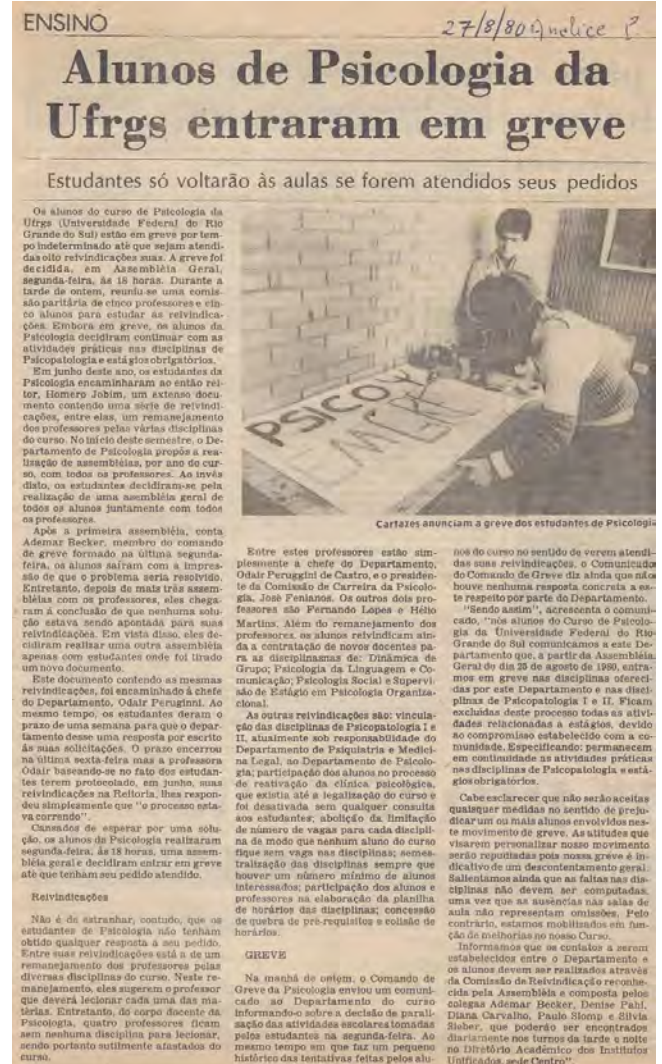 ENSINO
27/8/80
Alunos de Psicologia da
Ufrgs entraram em greve
Estudantes só voltarão às aulas se forem atendidos seus pedidos
Os alunos do curso de Psicologia da
Ufrgs (Universidade Federal do Rio
Grande do Sul) estão em greve por tem-
po indeterminado até que sejam atendi-
das oito reivindicações suas. A greve foi
decidida, em Assembléia Geral,
segunda-feira, às 18 horas. Durante a
tarde de ontem, reuniu-se uma comis-
são paritária de cinco professores e cin-
co alunos para estudar as reivindica-
ções. Embora em greve, os alunos da
Psicologia decidiram continuar com as
atividades práticas nas disciplinas de
Psicopatologia e estágios obrigatórios.
Em junho deste ano, os estudantes da
Psicologia encaminharam ao então rei-
tor, Homero Jobim, um extenso docu-
mento contendo uma série de reivindi-
cações, entre elas, um remanejamento
dos professores pelas várias disciplinas
do curso. No início deste semestre, o De-
partamento de Psicologia propôs a rea-
lização de assembléias, por ano do cur-
so, com todos os professores. Ao invés
disto, os estudantes decidiram-se pela
realização de uma assembléia geral de
todos os alunos juntamente com todos
os professores.
Após a primeira assembléia, conta
Ademar Becker, membro do comando
de greve formado na última segunda-
feira, os alunos saíram com a impres-
são de que o problema seria resolvido.
Entretanto, depois de mais três assem-
bléias com os professores, eles chega-
ram à conclusão de que nenhuma solu-
ção estava sendo apontada para suas
reivindicações. Em vista disso, eles de-
cidiram realizar uma outra assembléia
apenas com estudantes onde foi tirado
um novo documento.
Este documento contendo as mesmas
reivindicações, foi encaminhado à chefe
do Departamento, Odair Peruginni. Ao
mesmo tempo, os estudantes deram o
prazo de uma semana para que o depar-
tamento desse uma resposta por escrito
às suas solicitações. O prazo encerrou
na última sexta-feira mas a professora
Odair baseando-se no fato dos estudan-
tes terem protocolado, em junho, suas
reivindicações na Reitoria, lhes respon-
deu simplesmente que "o processo esta-
va correndo".
Cansados de esperar por uma solu-
ção, os alunos da Psicologia realizaram
segunda-feira, às 18 horas, uma assem-
bléia geral e decidiram entrar em greve
até que tenham seu pedido atendido.
Reivindicações
Não é de estranhar, contudo, que os
estudantes de Psicologia não tenham
obtido qualquer resposta a seu pedido.
Entre suas reivindicações está a de um
remanejamento dos professores pelas
diversas disciplinas do curso. Neste re-
manejamento, eles sugerem o professor
que deverá lecionar cada uma das ma-
térias. Entretanto, do corpo docente da
Psicologia, quatro professores ficam
sem nenhuma disciplina para lecionar,
sendo portanto sutilmente afastados do
curso.
PSICO
Cartazes anunciam a greve dos estudantes de Psicologia
Entre estes professores estão sim-
plesmente a chefe do Departamento,
Odair Peruggini de Castro, e o presiden-
te da Comissão de Carreira da Psicolo-
gia, José Fenianos. Os outros dois pro-
fessores são Fernando Lopes e Hélio
Martins. Além do remanejamento dos
professores, os alunos reivindicam ain-
da a contratação de novos docentes pa-
ra as disciplinasmas de: Dinâmica de
Grupo; Psicologia da Linguagem e Co-
municação; Psicologia Social e Supervi-
são de Estágio em Psicologia Organiza-
cional.
As outras reivindicações são: vincula-
ção das disciplinas de Psicopatologia I e
II, atualmente sob responsabilidade do
Departamento de Psiquiatria e Medici-
na Legal, ao Departamento de Psicolo-
gia; participação dos alunos no processo
de reativação da clínica psicológica,
que existia até a legalização do curso e
foi desativada sem qualquer consulta
aos estudantes; abolição da limitação
de número de vagas para cada discipli-
na de modo que nenhum aluno do curso
fique sem vaga nas disciplinas; semes-
tralização das disciplinas sempre que
houver um número mínimo de alunos
interessados; participação dos alunos e
professores na elaboração da planilha
de horários das disciplinas; concessão
de quebra de pré-requisitos e colisão de
horários.
GREVE
Na manhã de ontem, o Comando de
Greve da Psicologia enviou um comuni-
cado ao Departamento do curso
informando-o sobre a decisão de parali-
sação das atividades escolares tomadas
pelos estudantes na segunda-feira. Ao
mesmo tempo em que faz um pequeno
histórico das tentativas feitas pelos alu-
nos do curso no sentido de verem atendi-
das suas reivindicações, o Comunicado
do Comando de Greve diz ainda que não
houve nenhuma resposta concreta a es-
te respeito por parte do Departamento.
"Sendo assim", acrescenta o comuni-
cado, "nós alunos do Curso de Psicolo-
gia da Universidade Federal do Rio
Grande do Sul comunicamos a este De-
partamento que, a partir da Assembléia
Geral do dia 25 de agosto de 1980, entra-
mos em greve nas disciplinas ofereci-
das por este Departamento e nas disci-
plinas de Psicopatologia I e II. Ficam
excluídas deste processo todas as ativi-
dades relacionadas a estágios, devido
ao compromisso estabelecido com a co-
munidade. Especificando: permanecem
em continuidade as atividades práticas
nas disciplinas de Psicopatologia e está-
gios obrigatórios.
Cabe esclarecer que não serão aceitas
quaisquer medidas no sentido de preju-
dicar um ou mais alunos envolvidos nes-
te movimento de greve. As atitudes que
visarem personalizar nosso movimento
serão repudiadas pois nossa greve é in-
dicativo de um descontentamento geral.
Salientamos ainda que as faltas nas dis-
ciplinas não devem ser computadas,
uma vez que as ausências nas salas de
aula não representam omissões. Pelo
contrário, estamos mobilizados em fun-
ção de melhorias no nosso Curso.
Informamos que os contatos a serem
estabelecidos entre o Departamento e
os alunos devem ser realizados através
da Comissão de Reivindicação reconhe-
cida pela Assembléia e composta pelos
colegas Ademar Becker, Denise Pahl,
Diana Carvalho, Paulo Slomp e Silvia
Sieber, que poderão ser encontrados
diariamente nos turnos da tarde e noite
no Diretório Acadêmico dos Institutos
Unificados, sede Centro".